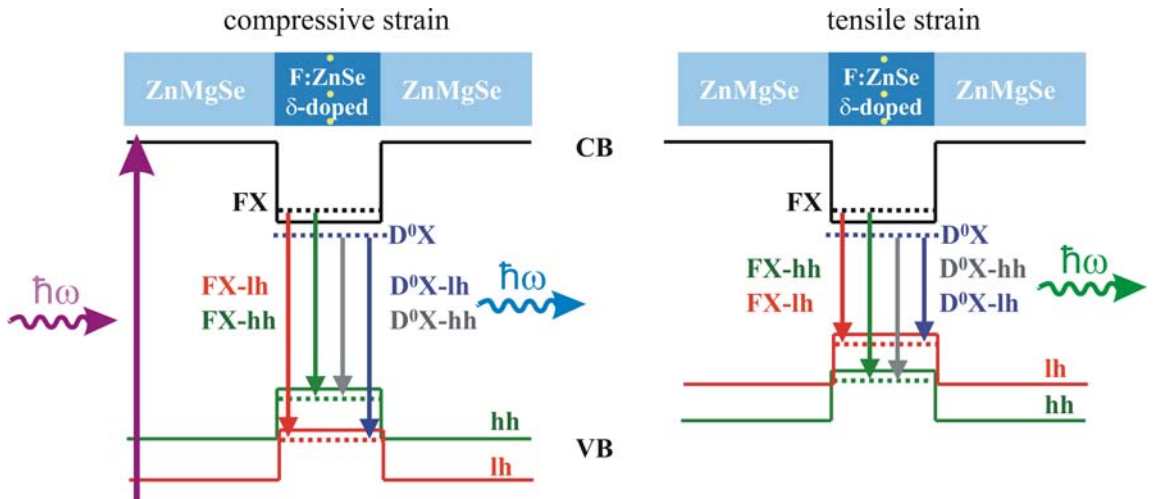 compressive strain
ZnMgSe
F:ZnSe
δ-doped
ZnMgSe
CB
FX
D⁰X
FX-lh
FX-hh
D⁰X-lh
D⁰X-hh
ħω
ħω
hh
lh
VB
tensile strain
ZnMgSe
F:ZnSe
δ-doped
ZnMgSe
FX
D⁰X
FX-hh
FX-lh
D⁰X-hh
D⁰X-lh
ħω
lh
hh